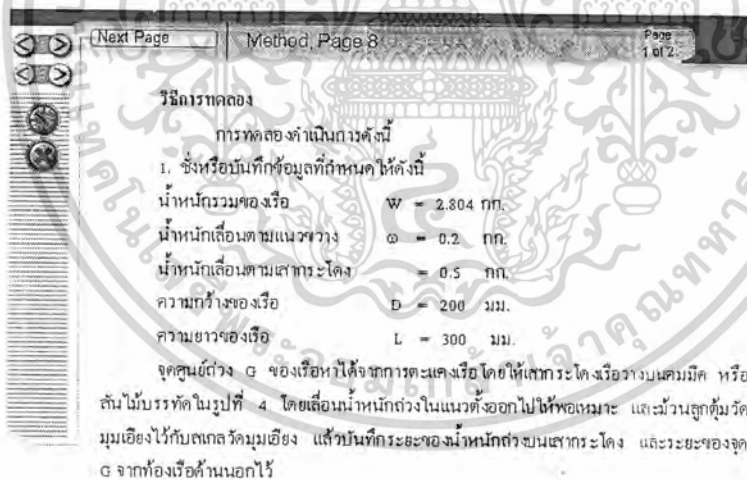 Next Page
Method, Page 8
Page
1 of 2
วิธีการทดลอง
การทดลองดำเนินการดังนี้
1. ชั่งหรือบันทึกข้อมูลที่กำหนดให้ดังนี้
น้ำหนักรวมของเรือ W = 2.804 กก.
น้ำหนักเลื่อนตามแนวขวาง ω = 0.2 กก.
น้ำหนักเลื่อนตามเสากระโดง = 0.5 กก.
ความกว้างของเรือ D = 200 มม.
ความยาวของเรือ L = 300 มม.
จุดศูนย์ถ่วง G ของเรือหาได้จากการตะแคงเรือโดยให้เสากระโดงเรือวางบนคมมีด หรือ
สันไม้บรรทัดในรูปที่ 4 โดยเลื่อนน้ำหนักถ่วงในแนวตั้งออกไปให้พอเหมาะ และม้วนลูกตุ้มวัด
มุมเอียงไว้กับสเกลวัดมุมเอียง แล้วบันทึกระยะของน้ำหนักถ่วงบนเสากระโดง และระยะของจุด
G จากท้องเรือด้านนอกไว้